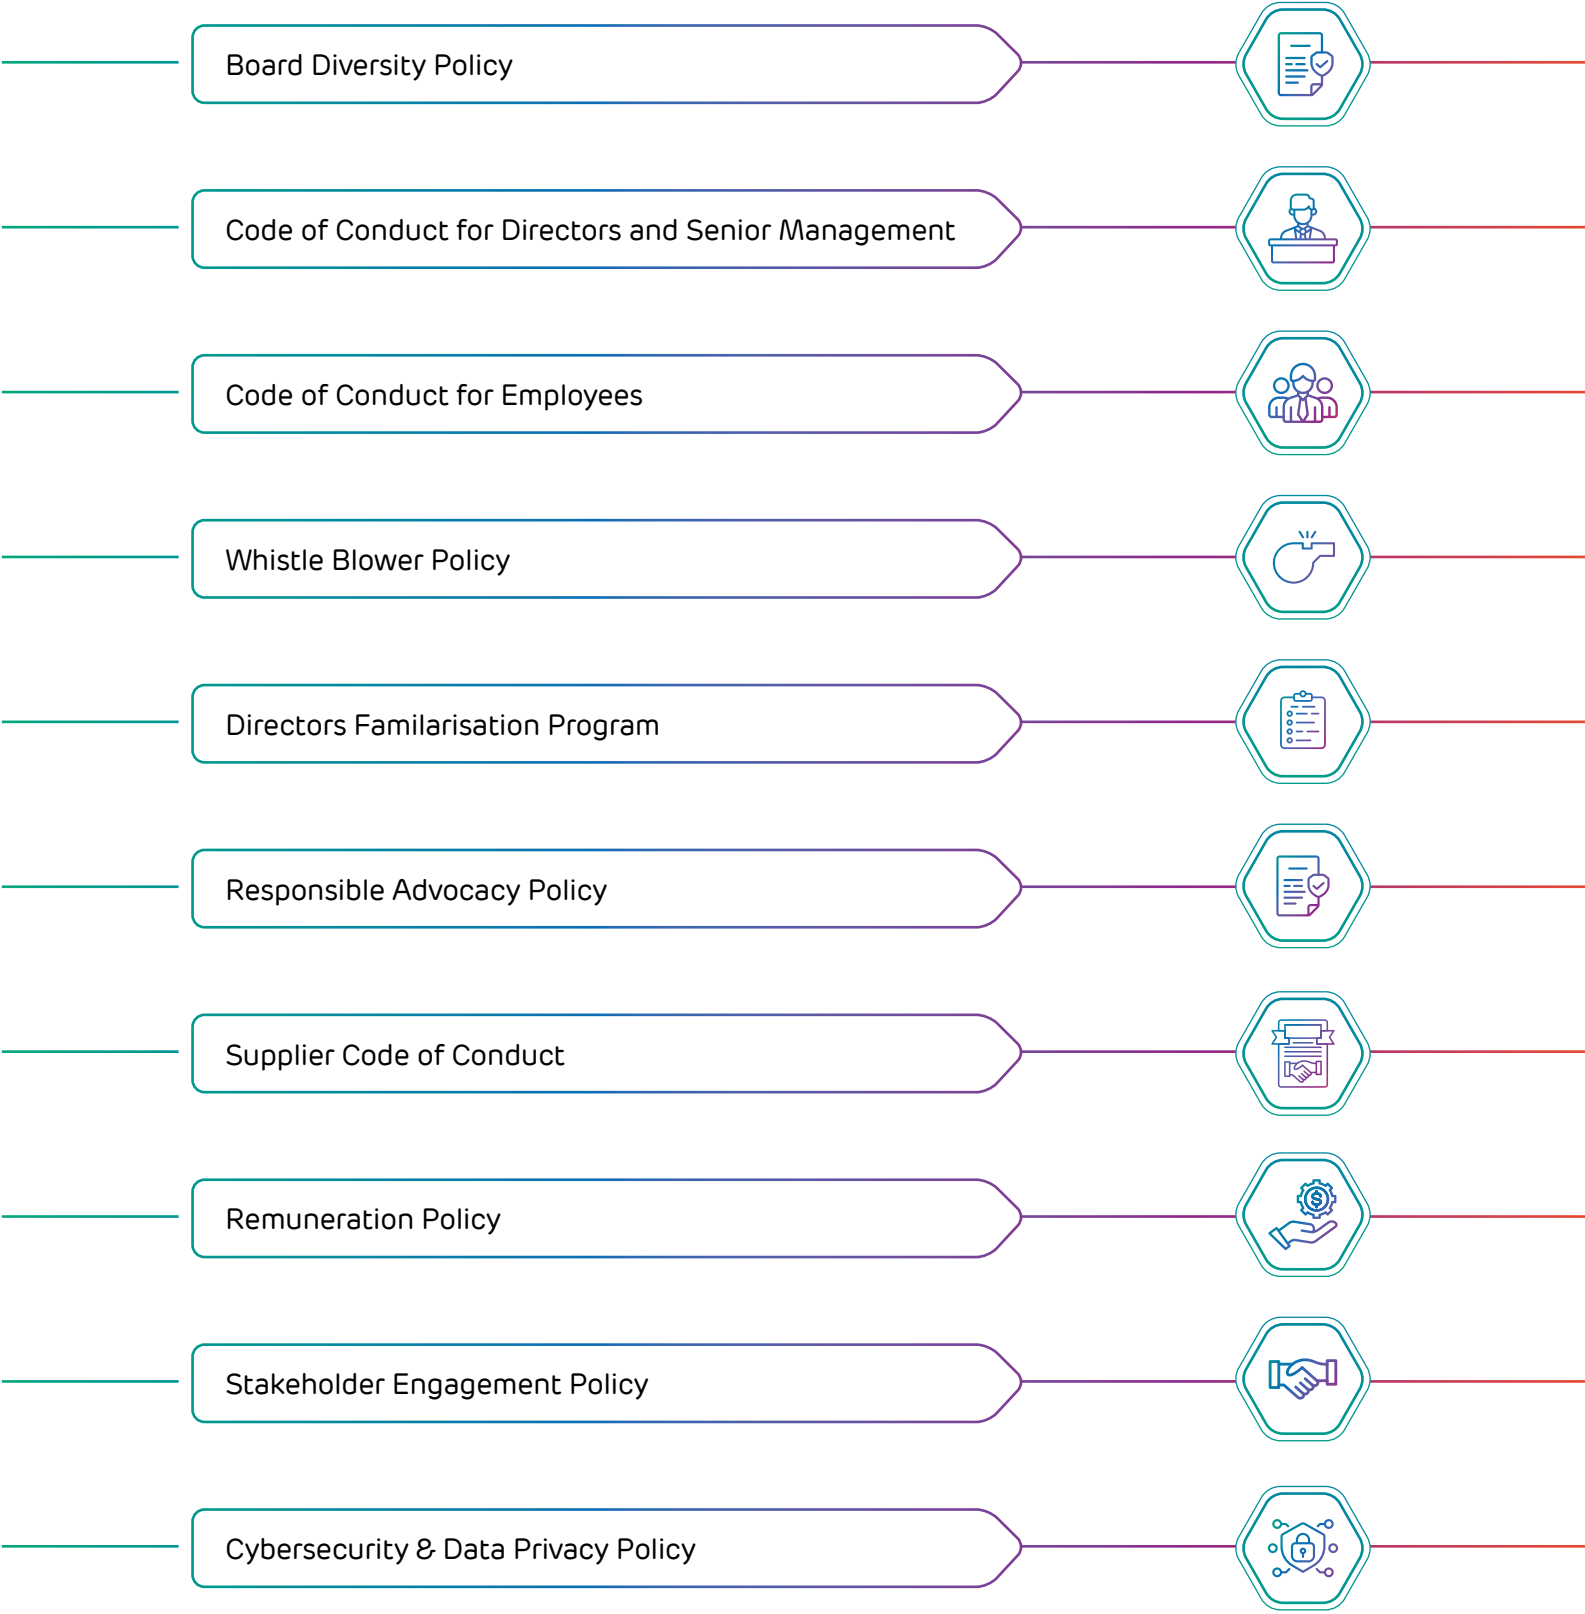 Board Diversity Policy
Code of Conduct for Directors and Senior Management
Code of Conduct for Employees
Whistle Blower Policy
Directors Familarisation Program
Responsible Advocacy Policy
Supplier Code of Conduct
Remuneration Policy
Stakeholder Engagement Policy
Cybersecurity & Data Privacy Policy